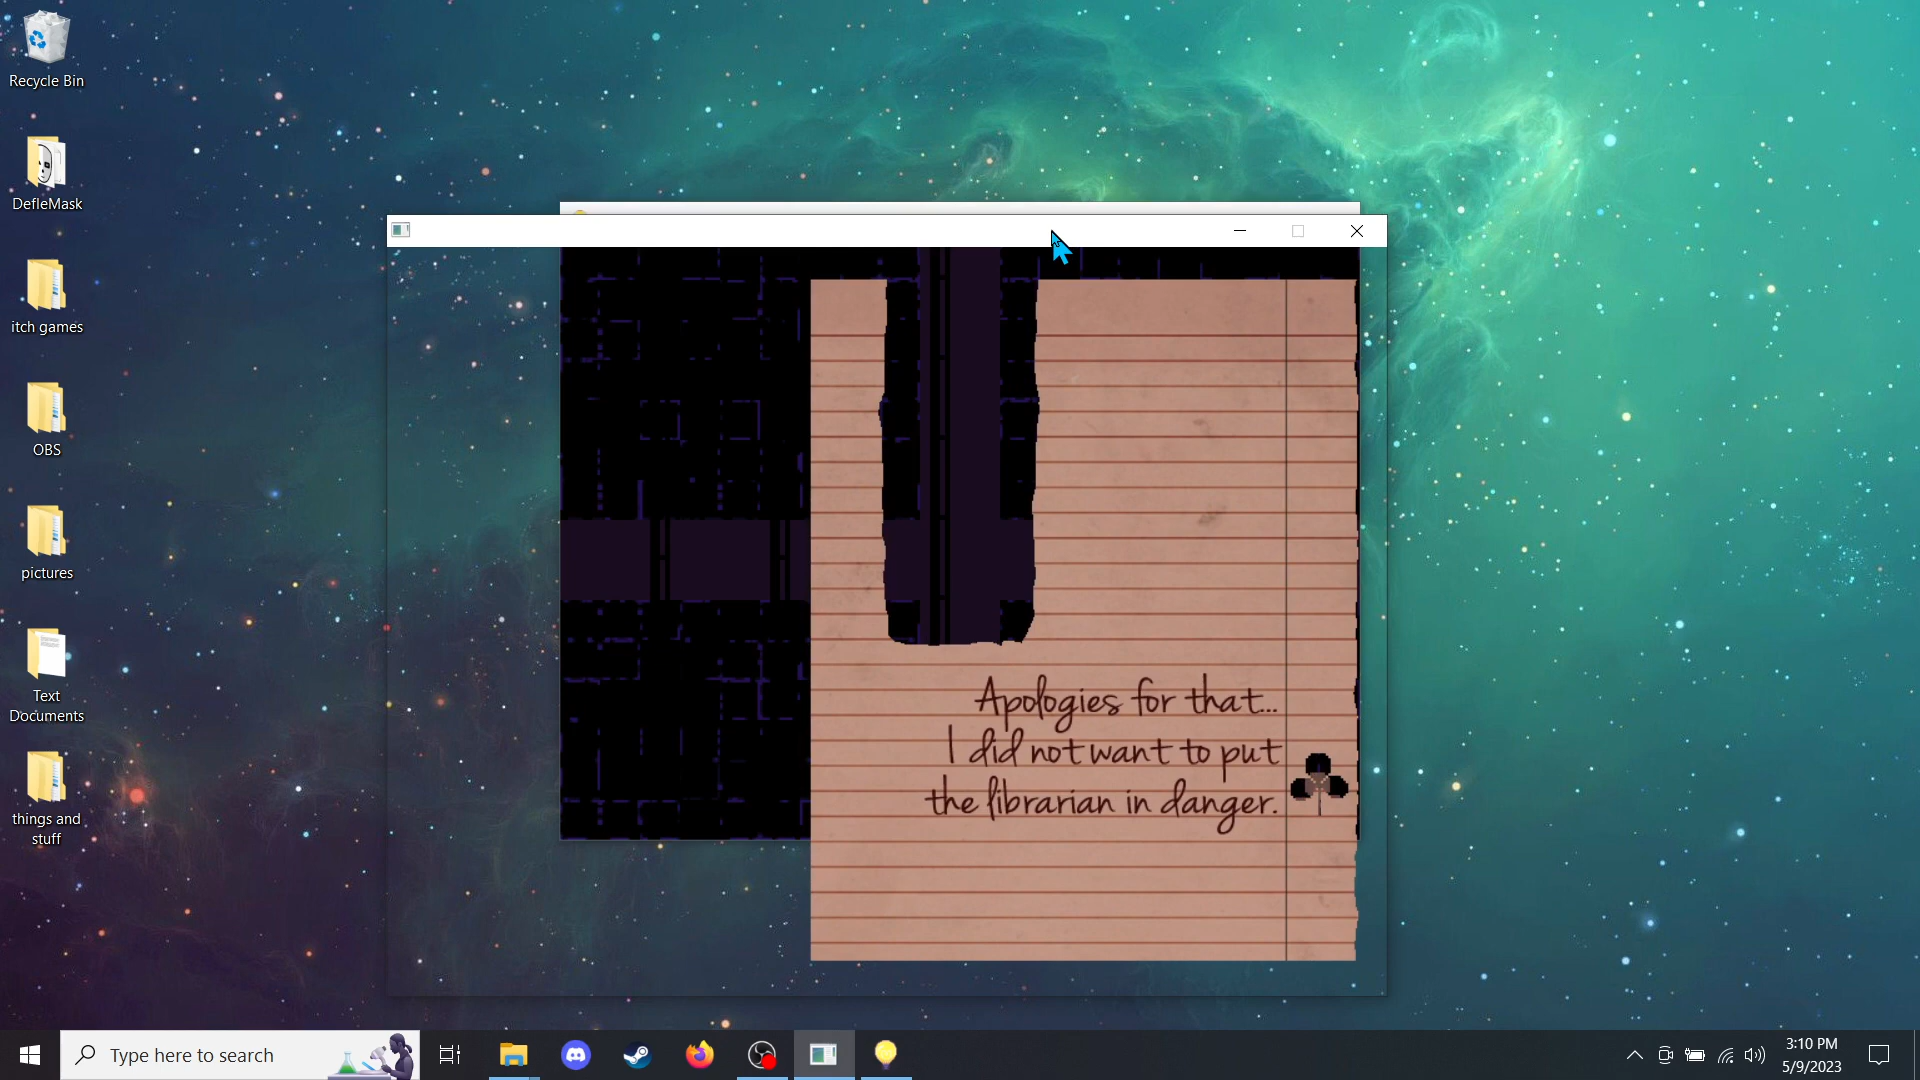 Recycle Bin
DefleMask
itch games
OBS
pictures
Text
Documents
things and
stuff
Apologies for that...
I did not want to put
the librarian in danger.
Type here to search
3:10 PM
5/9/2023